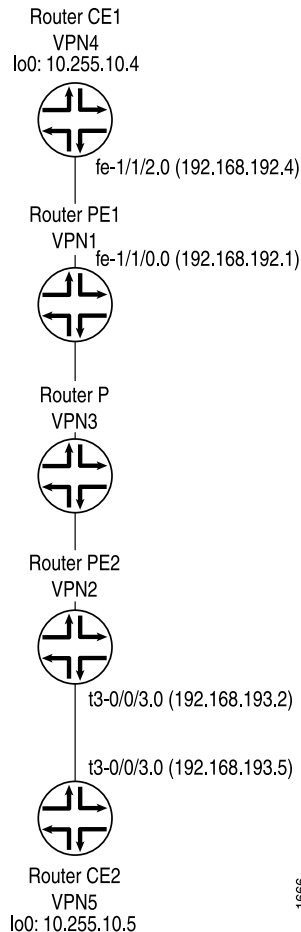 Router CE1
VPN4
lo0: 10.255.10.4
fe-1/1/2.0 (192.168.192.4)
Router PE1
VPN1
fe-1/1/0.0 (192.168.192.1)
Router P
VPN3
Router PE2
VPN2
t3-0/0/3.0 (192.168.193.2)
t3-0/0/3.0 (192.168.193.5)
Router CE2
VPN5
lo0: 10.255.10.5
1666